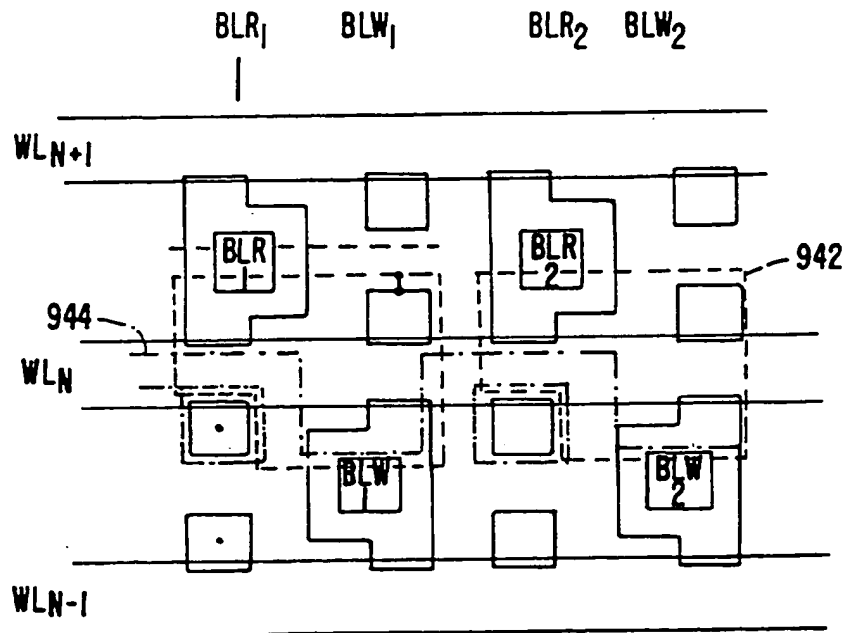 BLR1 BLW1 BLR2 BLW2
WLN+1
BLR 1
BLR 2
942
944
WLN
BLW 1
BLW 2
WLN-1